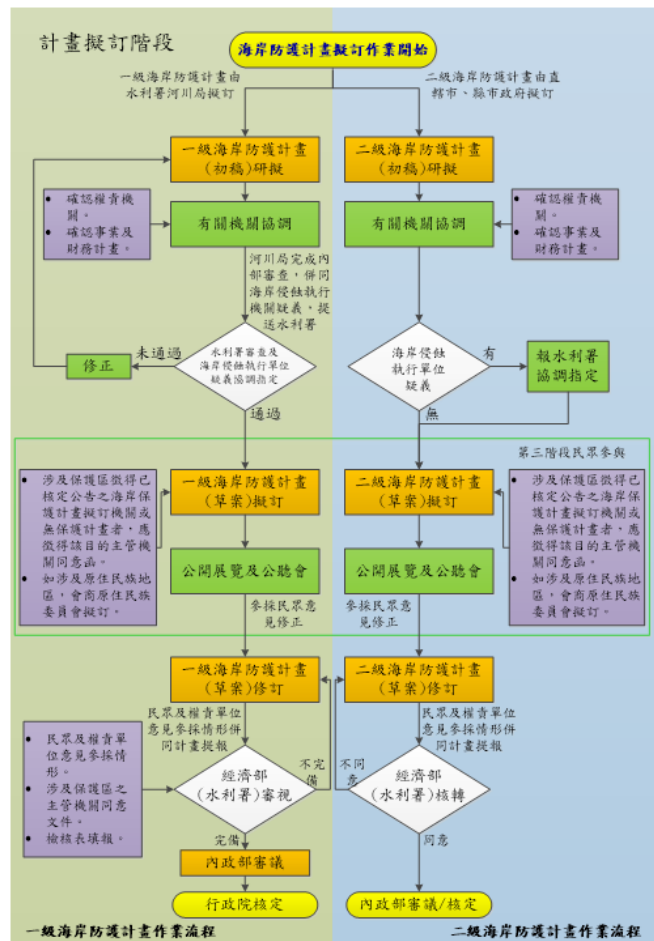 計畫擬訂階段
海岸防護計畫擬訂作業開始
一級海岸防護計畫由
水利署河川局擬訂
二級海岸防護計畫由直
轄市、縣市政府擬訂
一級海岸防護計畫
(初稿)研擬
二級海岸防護計畫
(初稿)研擬
• 確認權責機
關。
• 確認事業及
財務計畫。
有關機關協調
有關機關協調
• 確認權責機
關。
• 確認事業及
財務計畫。
河川局完成內
部審查,併同
海岸侵蝕執行
機關疑義,提
送水利署
未通過
修正
水利署審查及
海岸侵蝕執行單位
疑義協調指定
海岸侵蝕
執行單位
疑義
有
報水利署
協調指定
通過
無
第三階段民眾參與
• 涉及保護區徵得已
核定公告之海岸保
護計畫擬訂機關或
無保護計畫者,應
徵得該目的主管機
關同意函。
• 如涉及原住民族地
區,會商原住民族
委員會擬訂。
一級海岸防護計畫
(草案)擬訂
二級海岸防護計畫
(草案)擬訂
• 涉及保護區徵得已
核定公告之海岸保
護計畫擬訂機關或
無保護計畫者,應
徵得該目的主管機
關同意函。
• 如涉及原住民族地
區,會商原住民族
委員會擬訂。
公開展覽及公聽會
公開展覽及公聽會
參採民眾意
見修正
參採民眾意
見修正
一級海岸防護計畫
(草案)修訂
二級海岸防護計畫
(草案)修訂
民眾及權責單位
意見參採情形併
同計畫提報
民眾及權責單位
意見參採情形併
同計畫提報
• 民眾及權責單
位意見參採情
形。
• 涉及保護區之
主管機關同意
文件。
• 檢核表填報。
經濟部
(水利署)審視
不完
備
不同
意
經濟部
(水利署)核轉
完備
同意
內政部審議
行政院核定
內政部審議/核定
一級海岸防護計畫作業流程
二級海岸防護計畫作業流程